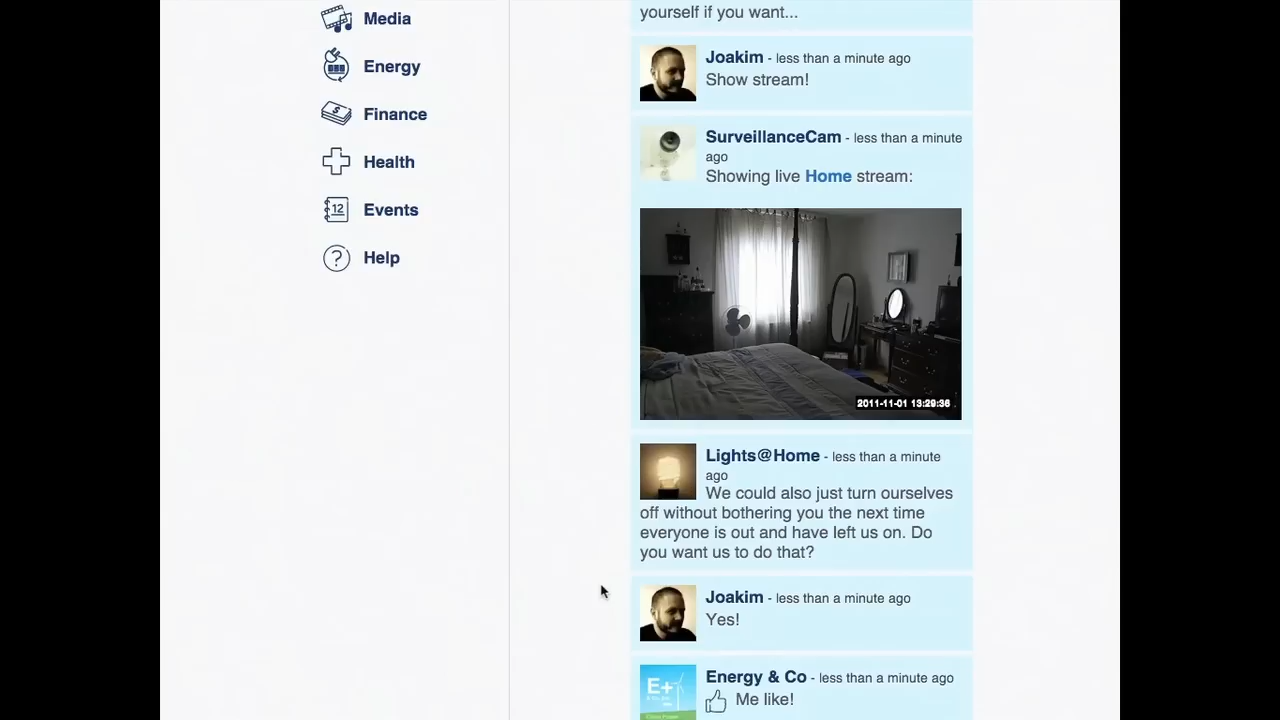 Media
Energy
Finance
Health
12
Events
?
Help
yourself if you want...
Joakim - less than a minute ago
Show stream!
SurveillanceCam - less than a minute
ago
Showing live Home stream:
2011-11-01 13:29:36
Lights@Home - less than a minute
ago
We could also just turn ourselves
off without bothering you the next time
everyone is out and have left us on. Do
you want us to do that?
Joakim - less than a minute ago
Yes!
E+
Energy & Co - less than a minute ago
Me like!